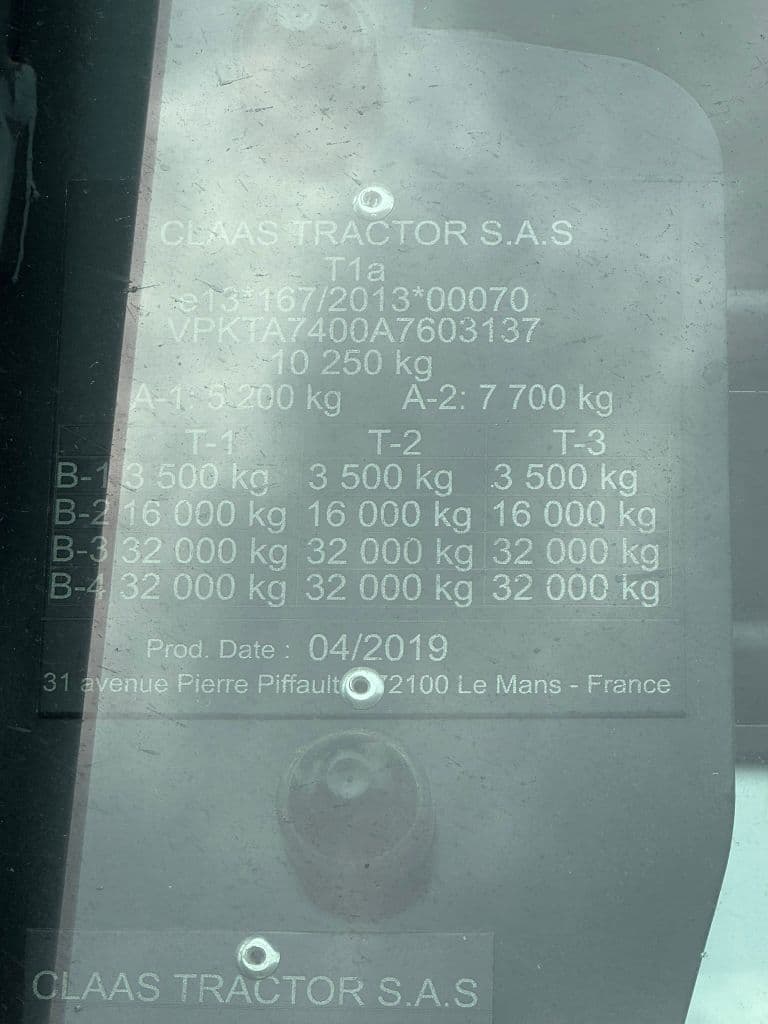 CLAAS TRACTOR S.A.S
T1a
e13*167/2013*00070
VPKTA7400A7603137
10 250 kg
A-1: 5 200 kg A-2: 7 700 kg
T-1 T-2 T-3
B-1 3 500 kg 3 500 kg 3 500 kg
B-2 16 000 kg 16 000 kg 16 000 kg
B-3 32 000 kg 32 000 kg 32 000 kg
B-4 32 000 kg 32 000 kg 32 000 kg
Prod. Date : 04/2019
31 avenue Pierre Piffault 72100 Le Mans - France
CLAAS TRACTOR S.A.S